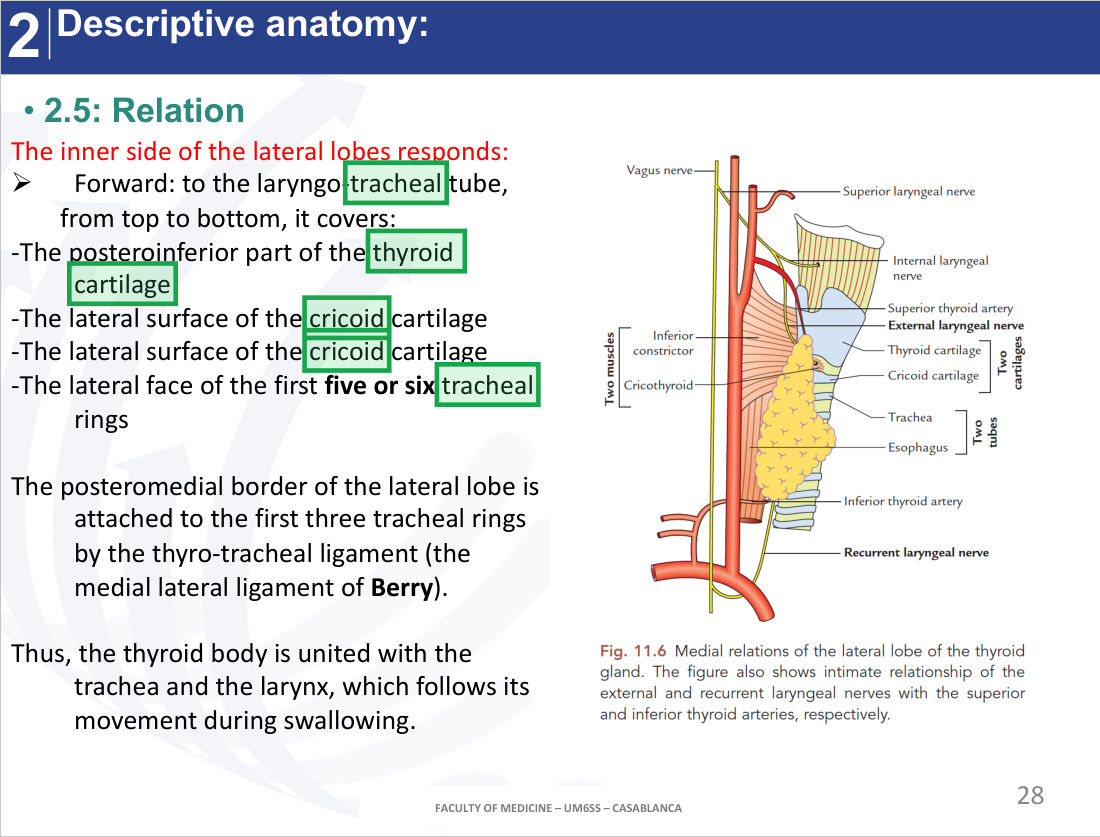 2 Descriptive anatomy:
• 2.5: Relation
The inner side of the lateral lobes responds:
➢ Forward: to the laryngo-tracheal tube,
from top to bottom, it covers:
-The posteroinferior part of the thyroid
cartilage
-The lateral surface of the cricoid cartilage
-The lateral surface of the cricoid cartilage
-The lateral face of the first five or six tracheal
rings
The posteromedial border of the lateral lobe is
attached to the first three tracheal rings
by the thyro-tracheal ligament (the
medial lateral ligament of Berry).
Thus, the thyroid body is united with the
trachea and the larynx, which follows its
movement during swallowing.
Vagus nerve
Superior laryngeal nerve
Internal laryngeal
nerve
Superior thyroid artery
External laryngeal nerve
Two muscles
Inferior
constrictor
Cricothyroid
Thyroid cartilage
Cricoid cartilage
Two
cartilages
Trachea
Esophagus
Two
tubes
Inferior thyroid artery
Recurrent laryngeal nerve
Fig. 11.6 Medial relations of the lateral lobe of the thyroid
gland. The figure also shows intimate relationship of the
external and recurrent laryngeal nerves with the superior
and inferior thyroid arteries, respectively.
FACULTY OF MEDICINE – UM6SS – CASABLANCA
28